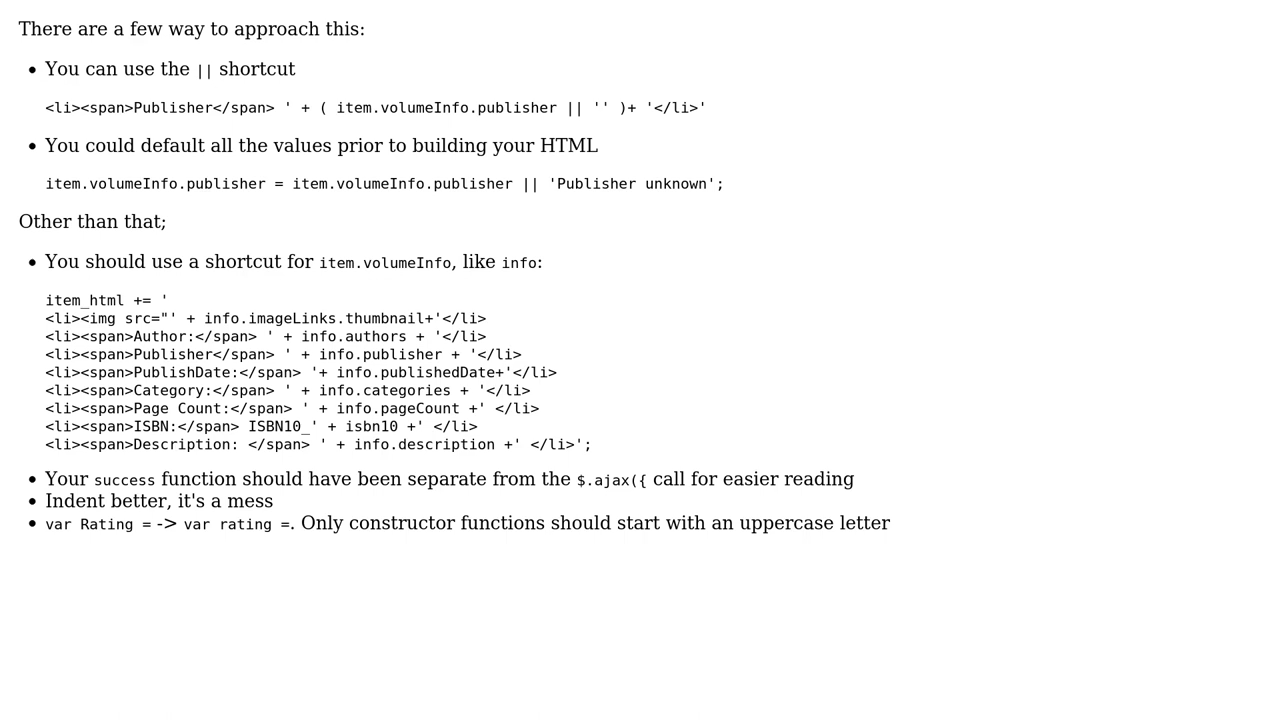 There are a few way to approach this:
• You can use the || shortcut
<li><span>Publisher</span> ' + ( item.volumeInfo.publisher || '' )+ '</li>'
• You could default all the values prior to building your HTML
item.volumeInfo.publisher = item.volumeInfo.publisher || 'Publisher unknown';
Other than that;
• You should use a shortcut for item.volumeInfo, like info:
item_html += '
<li><img src="' + info.imageLinks.thumbnail+'</li>
<li><span>Author:</span> ' + info.authors + '</li>
<li><span>Publisher</span> ' + info.publisher + '</li>
<li><span>PublishDate:</span> '+ info.publishedDate+'</li>
<li><span>Category:</span> ' + info.categories + '</li>
<li><span>Page Count:</span> ' + info.pageCount +' </li>
<li><span>ISBN:</span> ISBN10_' + isbn10 +' </li>
<li><span>Description: </span> ' + info.description +' </li>';
• Your success function should have been separate from the $.ajax({ call for easier reading
• Indent better, it's a mess
• var Rating = -> var rating =. Only constructor functions should start with an uppercase letter